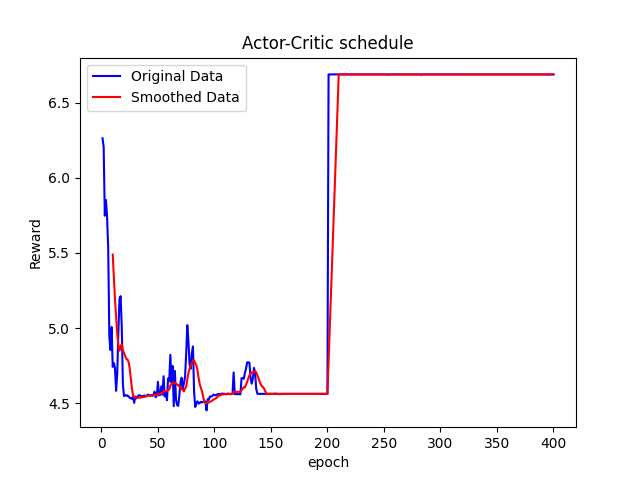 Actor-Critic schedule
Original Data
Smoothed Data
Reward
6.5
6.0
5.5
5.0
4.5
0 50 100 150 200 250 300 350 400
epoch